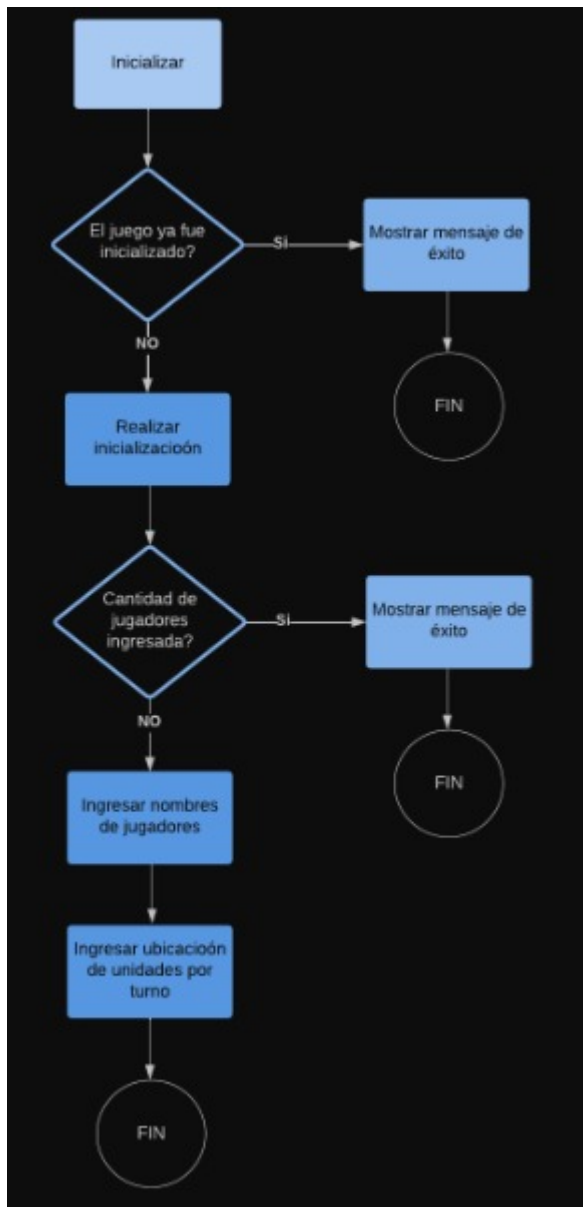 Inicializar
El juego ya fue
inicializado?
Si
Mostrar mensaje de
éxito
NO
FIN
Realizar
inicializacioón
Cantidad de
jugadores
ingresada?
Si
Mostrar mensaje de
éxito
NO
FIN
Ingresar nombres
de jugadores
Ingresar ubicacioón
de unidades por
turno
FIN